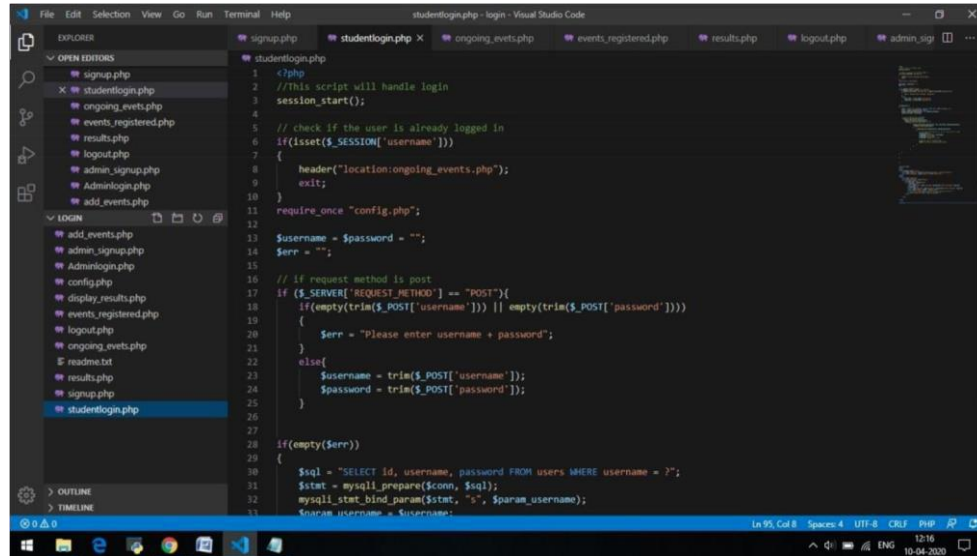 File Edit Selection View Go Run Terminal Help studentlogin.php - login - Visual Studio Code
EXPLORER
signup.php studentlogin.php ongoing_evets.php events_registered.php results.php logout.php admin_sigr
OPEN EDITORS
signup.php
studentlogin.php
ongoing_evets.php
events_registered.php
results.php
logout.php
admin_signup.php
Adminlogin.php
add_events.php
LOGIN
add_events.php
admin_signup.php
Adminlogin.php
config.php
display_results.php
events_registered.php
logout.php
ongoing_evets.php
readme.txt
results.php
signup.php
studentlogin.php
OUTLINE
TIMELINE
studentlogin.php
1 <?php
2 //This script will handle login
3 session_start();
4
5 // check if the user is already logged in
6 if(isset($_SESSION['username']))
7 {
8 header("location:ongoing_events.php");
9 exit;
10 }
11 require_once "config.php";
12
13 $username = $password = "";
14 $err = "";
15
16 // if request method is post
17 if ($_SERVER['REQUEST_METHOD'] == "POST"){
18 if(empty(trim($_POST['username'])) || empty(trim($_POST['password'])))
19 {
20 $err = "Please enter username + password";
21 }
22 else{
23 $username = trim($_POST['username']);
24 $password = trim($_POST['password']);
25 }
26
27
28 if(empty($err))
29 {
30 $sql = "SELECT id, username, password FROM users WHERE username = ?";
31 $stmt = mysqli_prepare($conn, $sql);
32 mysqli_stmt_bind_param($stmt, "s", $param_username);
33 $param_username = $username;
0 0 Ln 95, Col 8 Spaces: 4 UTF-8 CRLF PHP
ENG 12:16
10-04-2020